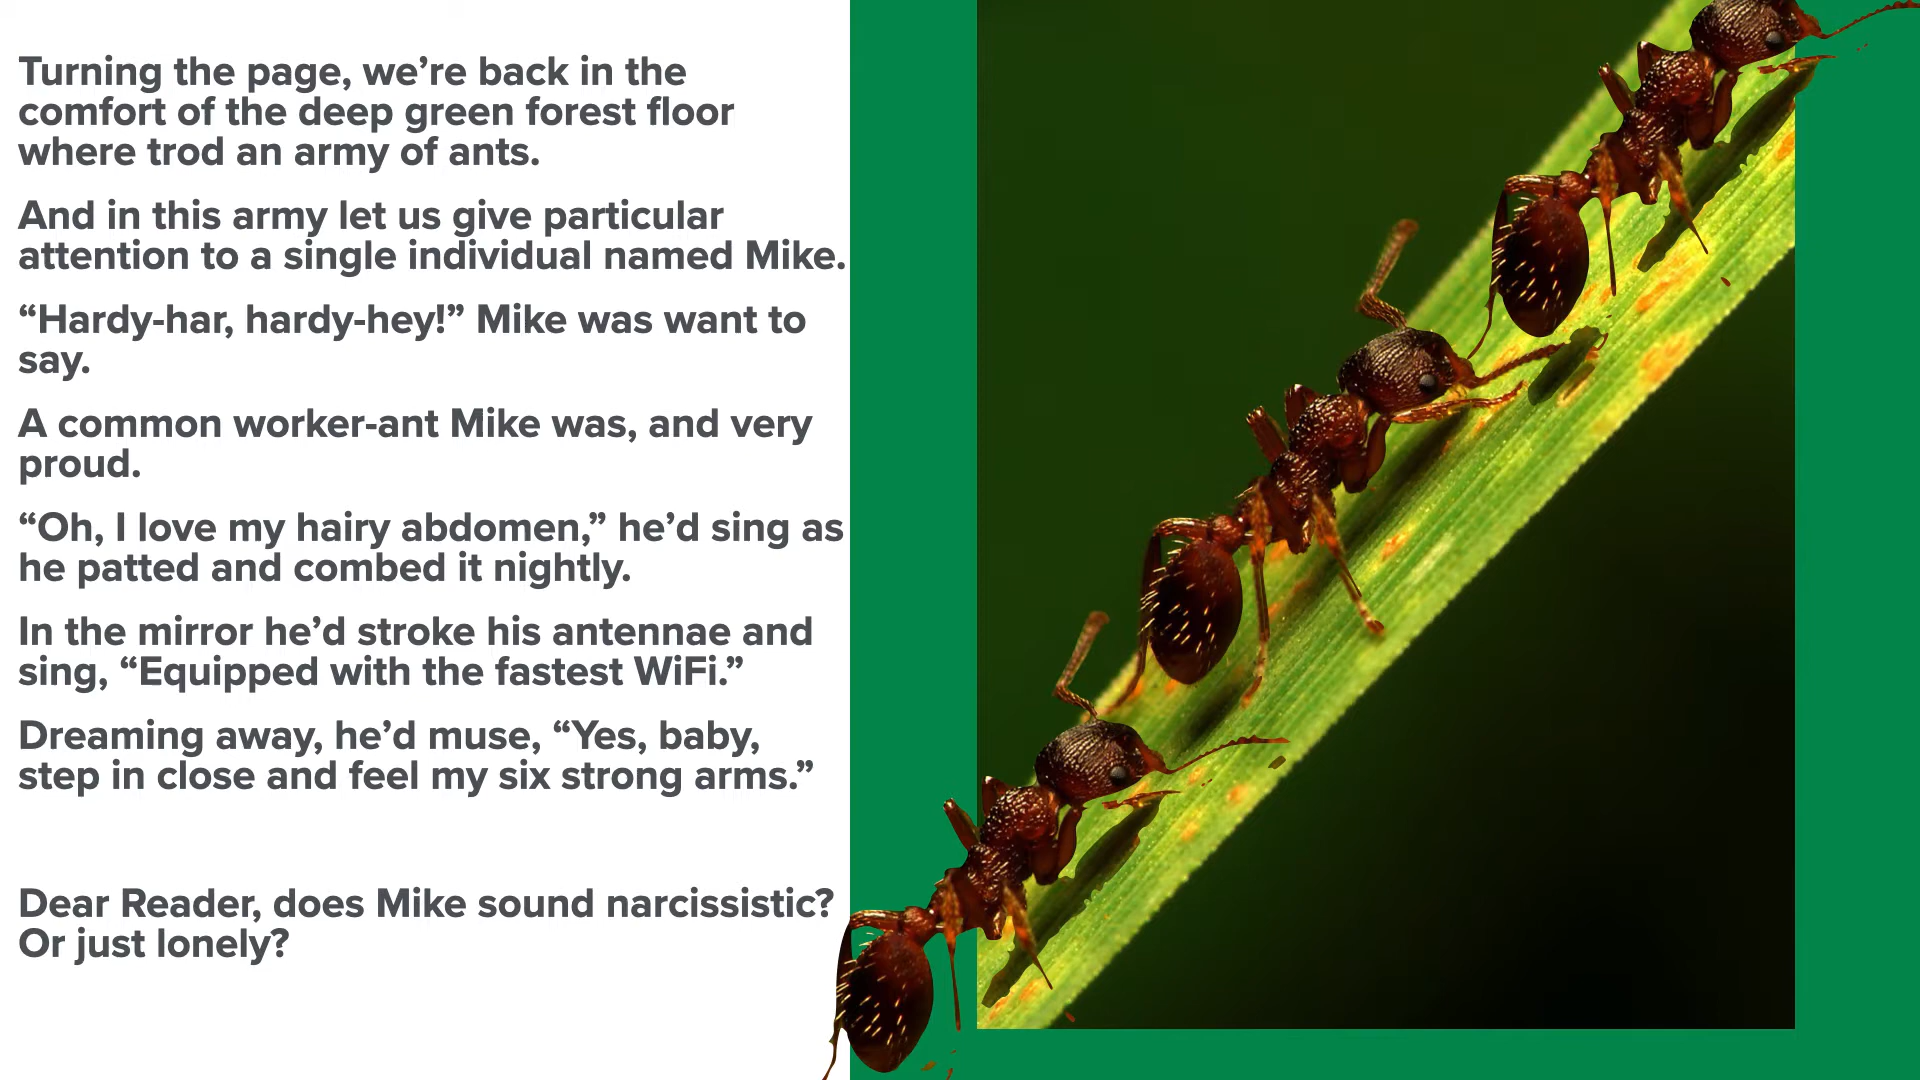 Turning the page, we’re back in the
comfort of the deep green forest floor
where trod an army of ants.
And in this army let us give particular
attention to a single individual named Mike.
“Hardy-har, hardy-hey!” Mike was want to
say.
A common worker-ant Mike was, and very
proud.
“Oh, I love my hairy abdomen,” he’d sing as
he patted and combed it nightly.
In the mirror he’d stroke his antennae and
sing, “Equipped with the fastest WiFi.”
Dreaming away, he’d muse, “Yes, baby,
step in close and feel my six strong arms.”
Dear Reader, does Mike sound narcissistic?
Or just lonely?